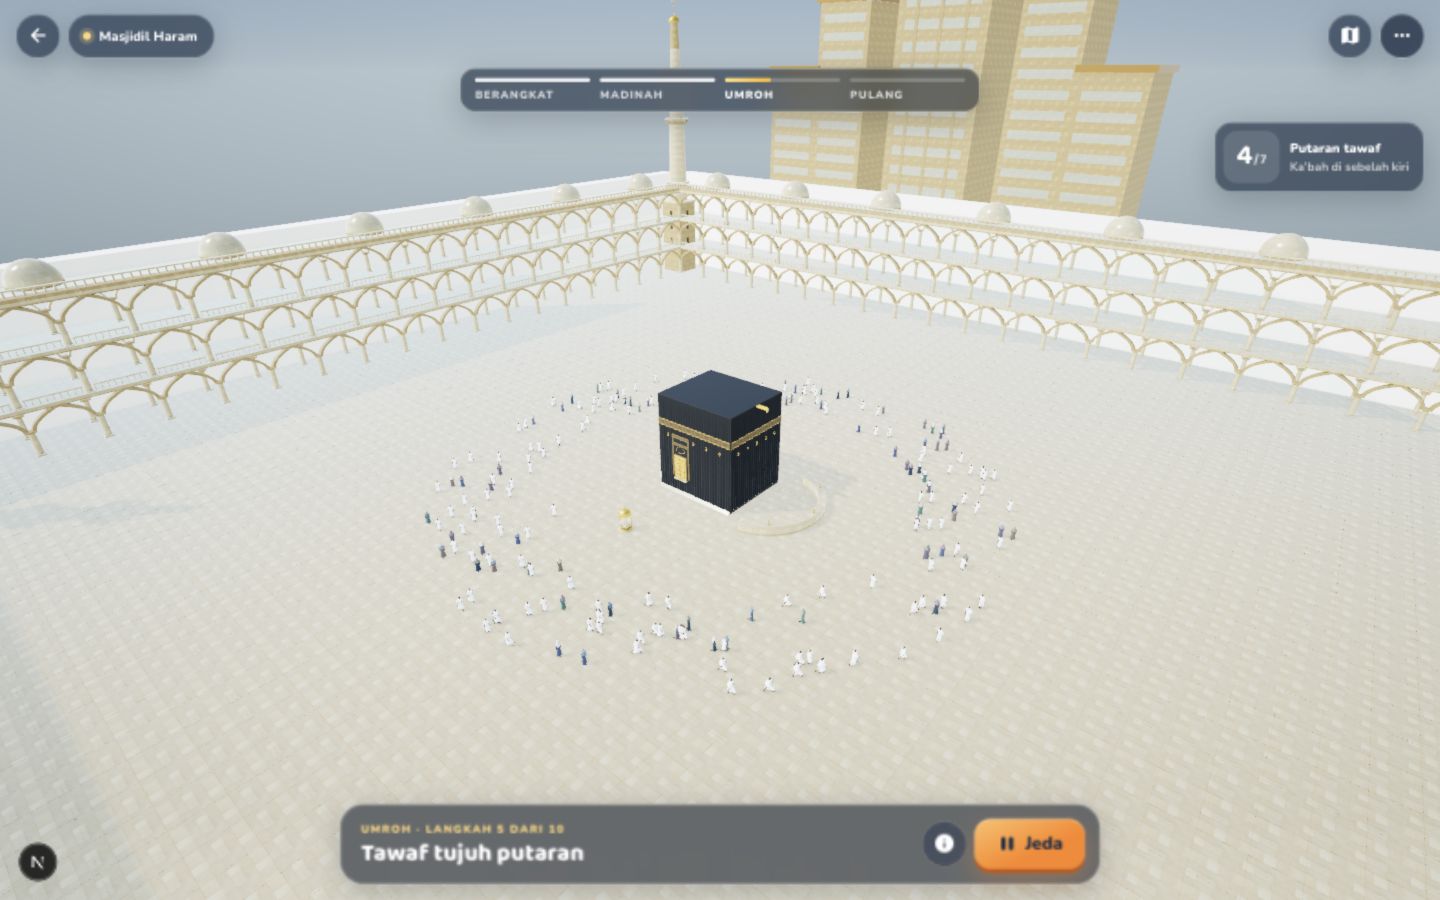 Masjidil Haram
BERANGKAT
MADINAH
UMROH
PULANG
4/7
Putaran tawaf
Ka'bah di sebelah kiri
UMROH · LANGKAH 5 DARI 10
Tawaf tujuh putaran
Jeda
N